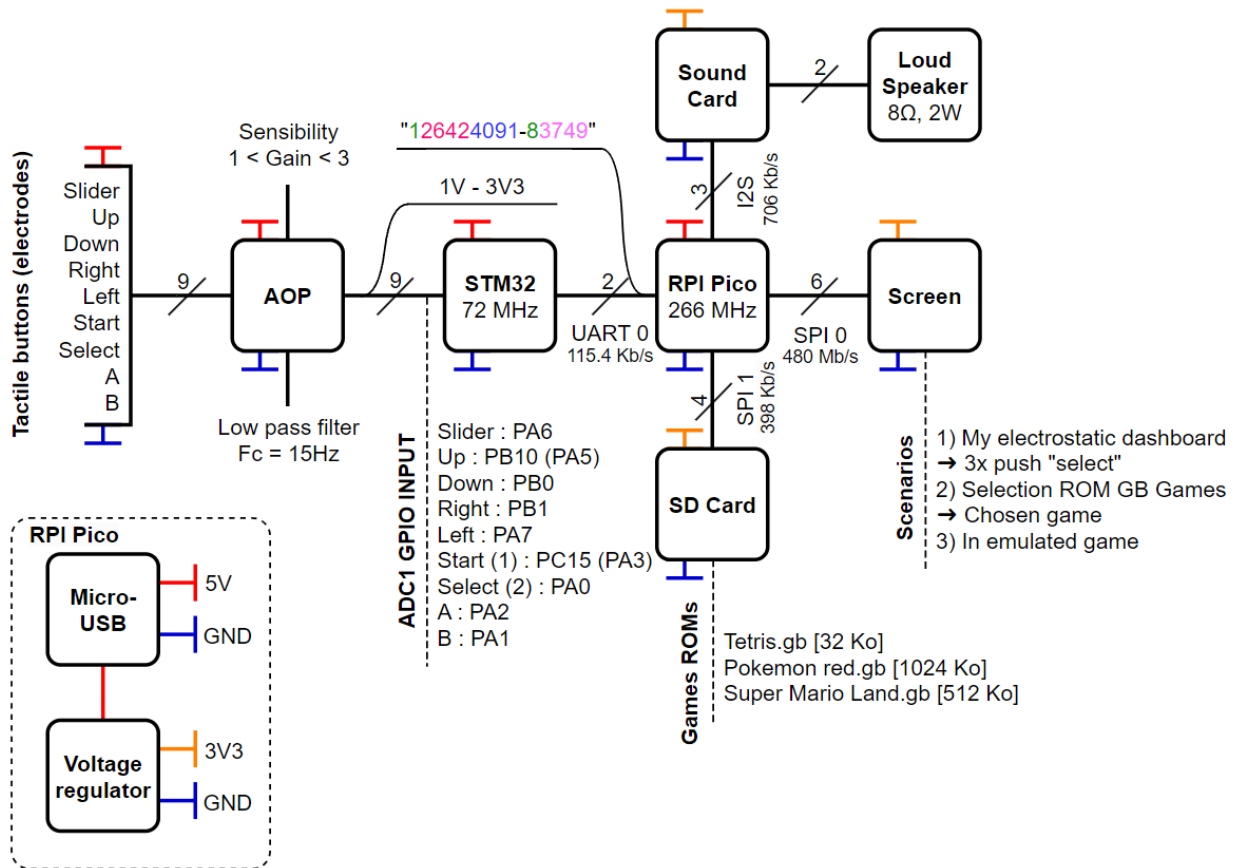 Tactile buttons (electrodes)
Slider
Up
Down
Right
Left
Start
Select
A
B
9
Sensibility
1 < Gain < 3
AOP
Low pass filter
Fc = 15Hz
"126424091-83749"
1V - 3V3
9
STM32
72 MHz
ADC1 GPIO INPUT
Slider : PA6
Up : PB10 (PA5)
Down : PB0
Right : PB1
Left : PA7
Start (1) : PC15 (PA3)
Select (2) : PA0
A : PA2
B : PA1
2
UART 0
115.4 Kb/s
RPI Pico
266 MHz
3
I2S
706 Kb/s
Sound
Card
2
Loud
Speaker
8Ω, 2W
6
SPI 0
480 Mb/s
Screen
Scenarios
1) My electrostatic dashboard
➔ 3x push "select"
2) Selection ROM GB Games
➔ Chosen game
3) In emulated game
4
SPI 1
398 Kb/s
SD Card
Games ROMs
Tetris.gb [32 Ko]
Pokemon red.gb [1024 Ko]
Super Mario Land.gb [512 Ko]
RPI Pico
Micro-
USB
5V
GND
Voltage
regulator
3V3
GND